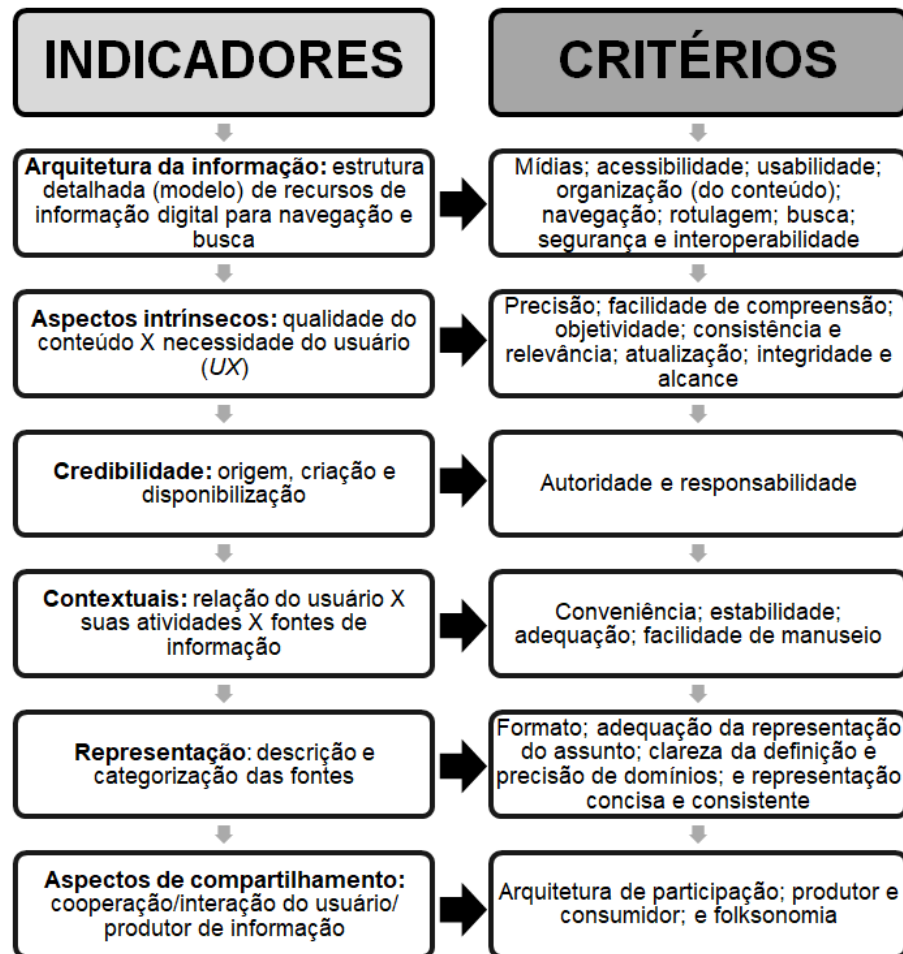 INDICADORES
CRITÉRIOS
Arquitetura da informação: estrutura
detalhada (modelo) de recursos de
informação digital para navegação e
busca
Mídias; acessibilidade; usabilidade;
organização (do conteúdo);
navegação; rotulagem; busca;
segurança e interoperabilidade
Aspectos intrínsecos: qualidade do
conteúdo X necessidade do usuário
(UX)
Precisão; facilidade de compreensão;
objetividade; consistência e
relevância; atualização; integridade e
alcance
Credibilidade: origem, criação e
disponibilização
Autoridade e responsabilidade
Contextuais: relação do usuário X
suas atividades X fontes de
informação
Conveniência; estabilidade;
adequação; facilidade de manuseio
Representação: descrição e
categorização das fontes
Formato; adequação da representação
do assunto; clareza da definição e
precisão de domínios; e representação
concisa e consistente
Aspectos de compartilhamento:
cooperação/interação do usuário/
produtor de informação
Arquitetura de participação; produtor e
consumidor; e folksonomia